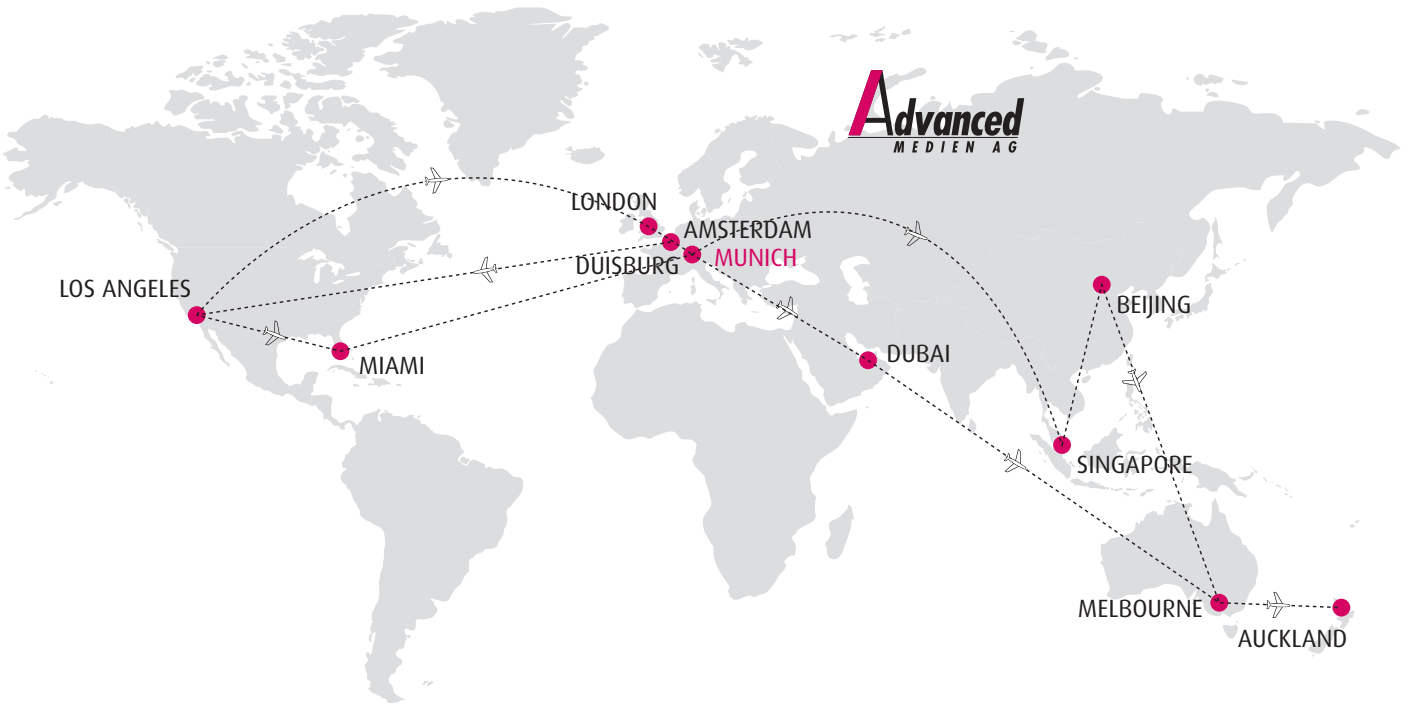 Advanced
MEDIEN AG
LONDON
AMSTERDAM
DUISBURG
MUNICH
LOS ANGELES
BEIJING
MIAMI
DUBAI
SINGAPORE
MELBOURNE
AUCKLAND